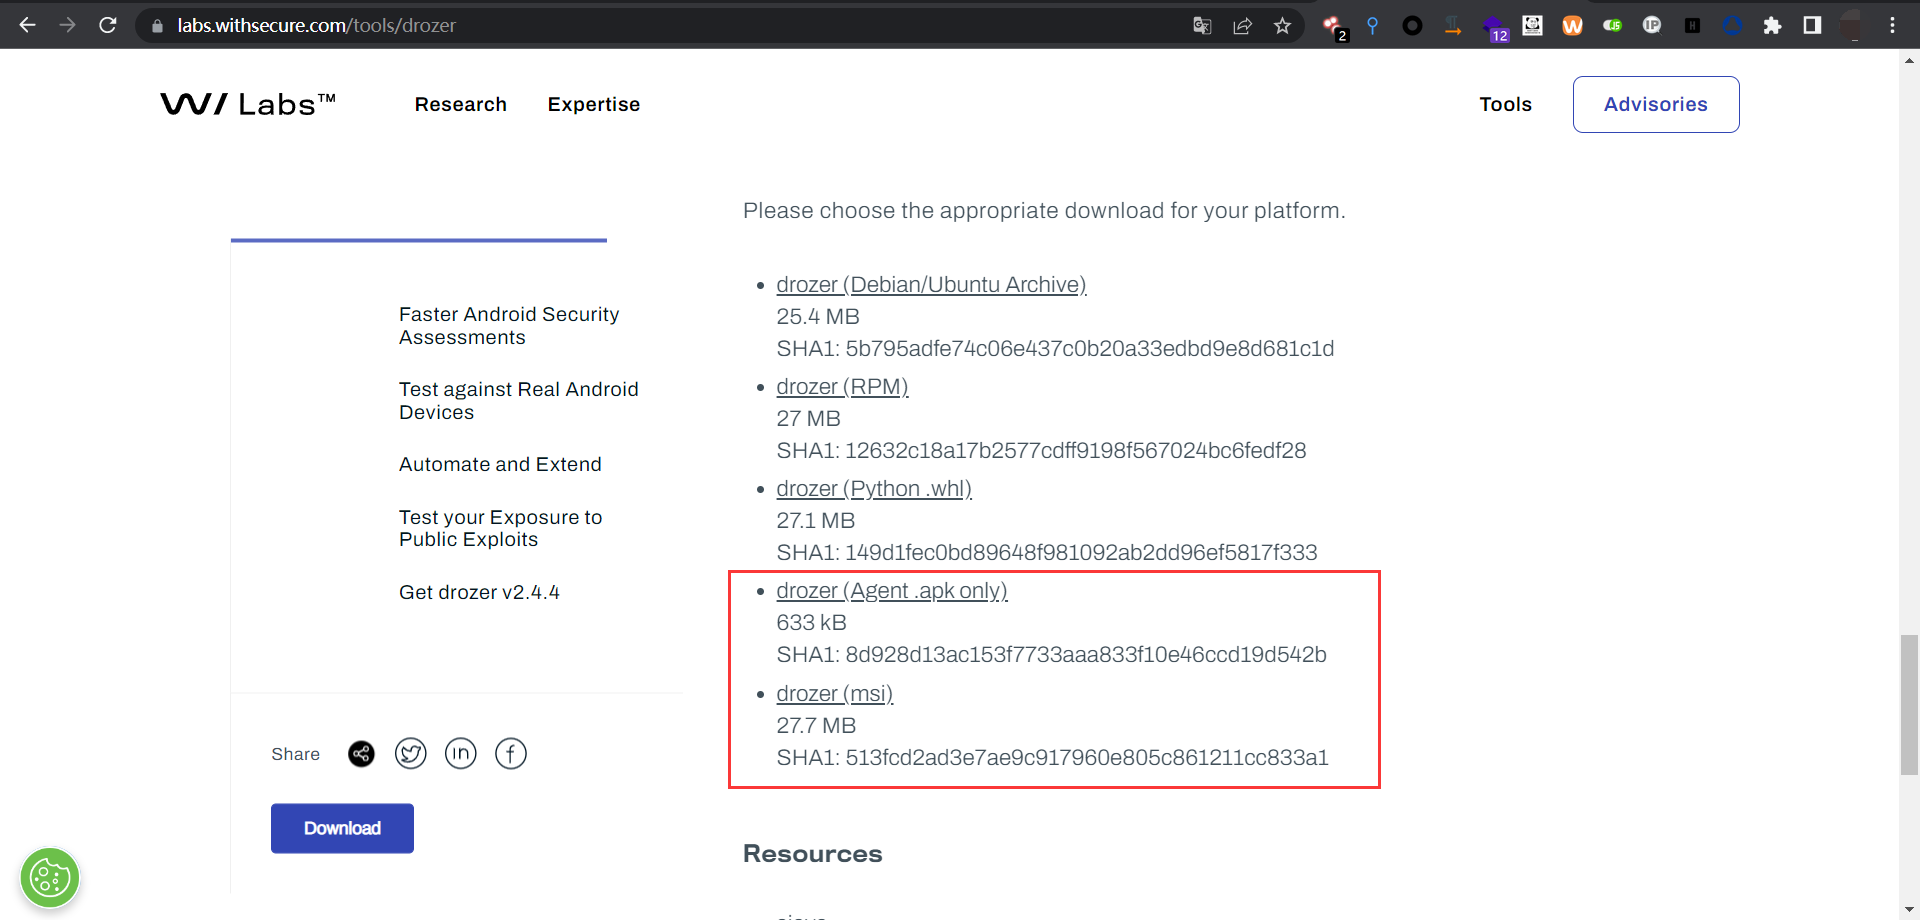 labs.withsecure.com/tools/drozer
2
12
W/ Labs™
Research
Expertise
Tools
Advisories
Please choose the appropriate download for your platform.
Faster Android Security
Assessments
Test against Real Android
Devices
Automate and Extend
Test your Exposure to
Public Exploits
Get drozer v2.4.4
Share
Download
drozer (Debian/Ubuntu Archive)
25.4 MB
SHA1: 5b795adfe74c06e437c0b20a33edbd9e8d681c1d
drozer (RPM)
27 MB
SHA1: 12632c18a17b2577cdff9198f567024bc6fedf28
drozer (Python .whl)
27.1 MB
SHA1: 149d1fec0bd89648f981092ab2dd96ef5817f333
drozer (Agent .apk only)
633 kB
SHA1: 8d928d13ac153f7733aaa833f10e46ccd19d542b
drozer (msi)
27.7 MB
SHA1: 513fcd2ad3e7ae9c917960e805c861211cc833a1
Resources